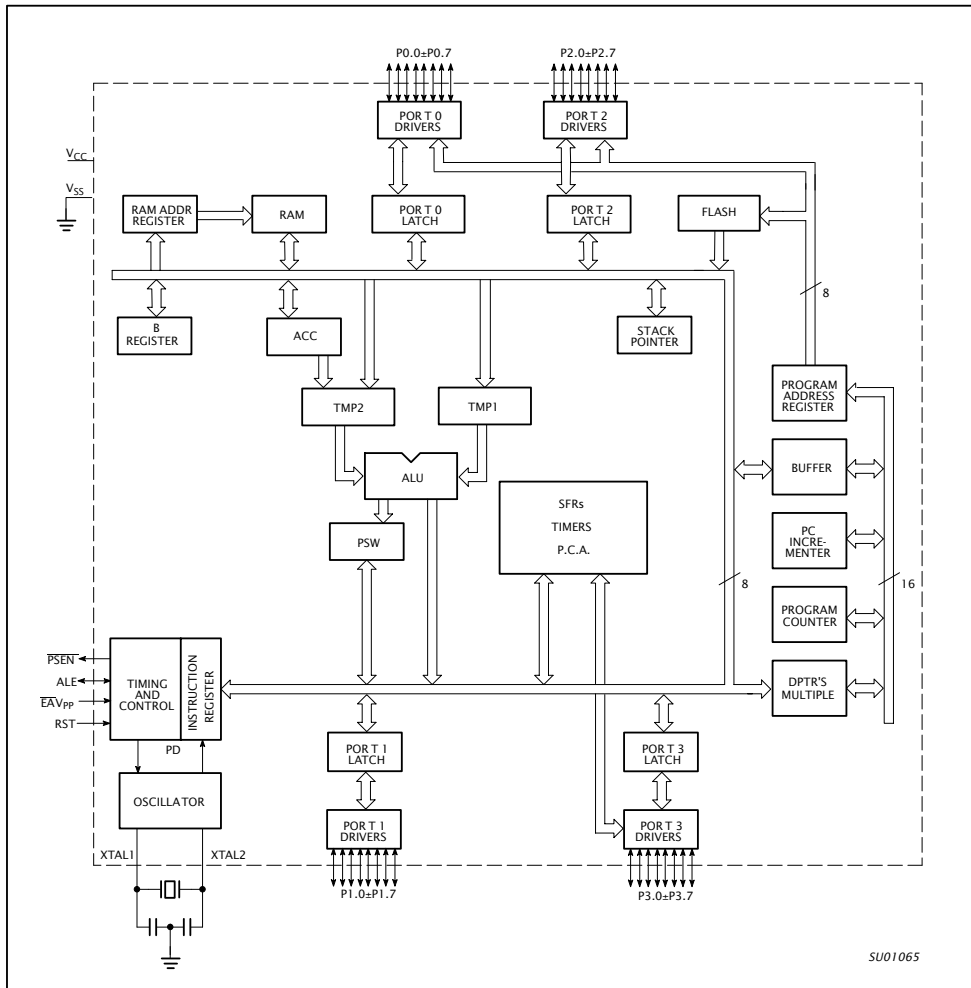 P0.0±P0.7
P2.0±P2.7
PORT 0
DRIVERS
PORT 2
DRIVERS
VCC
VSS
RAM ADDR
REGISTER
RAM
PORT 0
LATCH
PORT 2
LATCH
FLASH
8
B
REGISTER
ACC
STACK
POINTER
PROGRAM
ADDRESS
REGISTER
TMP2
TMP1
ALU
BUFFER
SFRs
TIMERS
P.C.A.
PSW
PC
INCRE-
MENTER
8
16
PROGRAM
COUNTER
PSEN
ALE
EAVPP
RST
TIMING
AND
CONTROL
INSTRUCTION
REGISTER
DPTR'S
MULTIPLE
PD
PORT 1
LATCH
PORT 3
LATCH
OSCILLATOR
PORT 1
DRIVERS
PORT 3
DRIVERS
XTAL1
XTAL2
P1.0±P1.7
P3.0±P3.7
SU01065